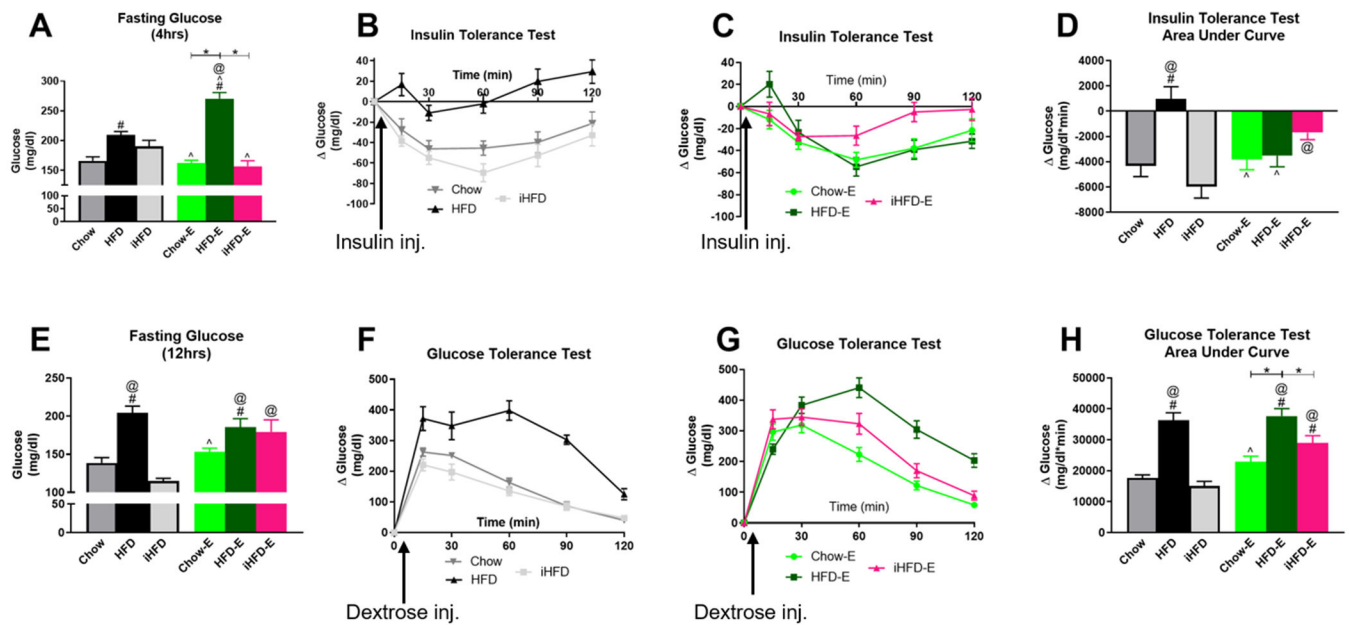 A
Fasting Glucose
(4hrs)
* *
@
^
#
#
^
^
Glucose
(mg/dl)
300
250
200
150
100
50
0
Chow
HFD
iHFD
Chow-E
HFD-E
iHFD-E
B
Insulin Tolerance Test
Time (min)
Δ Glucose
(mg/dl)
40
20
0
-20
-40
-60
-80
-100
30 60 90 120
Chow
HFD
iHFD
Insulin inj.
C
Insulin Tolerance Test
Time (min)
Δ Glucose
(mg/dl)
40
20
0
-20
-40
-60
-80
-100
30 60 90 120
Chow-E
HFD-E
iHFD-E
Insulin inj.
D
Insulin Tolerance Test
Area Under Curve
@
#
^
^
@
Δ Glucose
(mg/dl*min)
4000
2000
0
-2000
-4000
-6000
-8000
Chow
HFD
iHFD
Chow-E
HFD-E
iHFD-E
E
Fasting Glucose
(12hrs)
@
#
^
@
#
@
Glucose
(mg/dl)
250
200
150
100
50
0
Chow
HFD
iHFD
Chow-E
HFD-E
iHFD-E
F
Glucose Tolerance Test
Δ Glucose
(mg/dl)
500
400
300
200
100
0
Time (min)
0 30 60 90 120
Chow
HFD
iHFD
Dextrose inj.
G
Glucose Tolerance Test
Δ Glucose
(mg/dl)
500
400
300
200
100
0
Time (min)
0 30 60 90 120
Chow-E
HFD-E
iHFD-E
Dextrose inj.
H
Glucose Tolerance Test
Area Under Curve
* *
@
#
^
@
#
@
#
Δ Glucose
(mg/dl*min)
50000
40000
30000
20000
10000
0
Chow
HFD
iHFD
Chow-E
HFD-E
iHFD-E